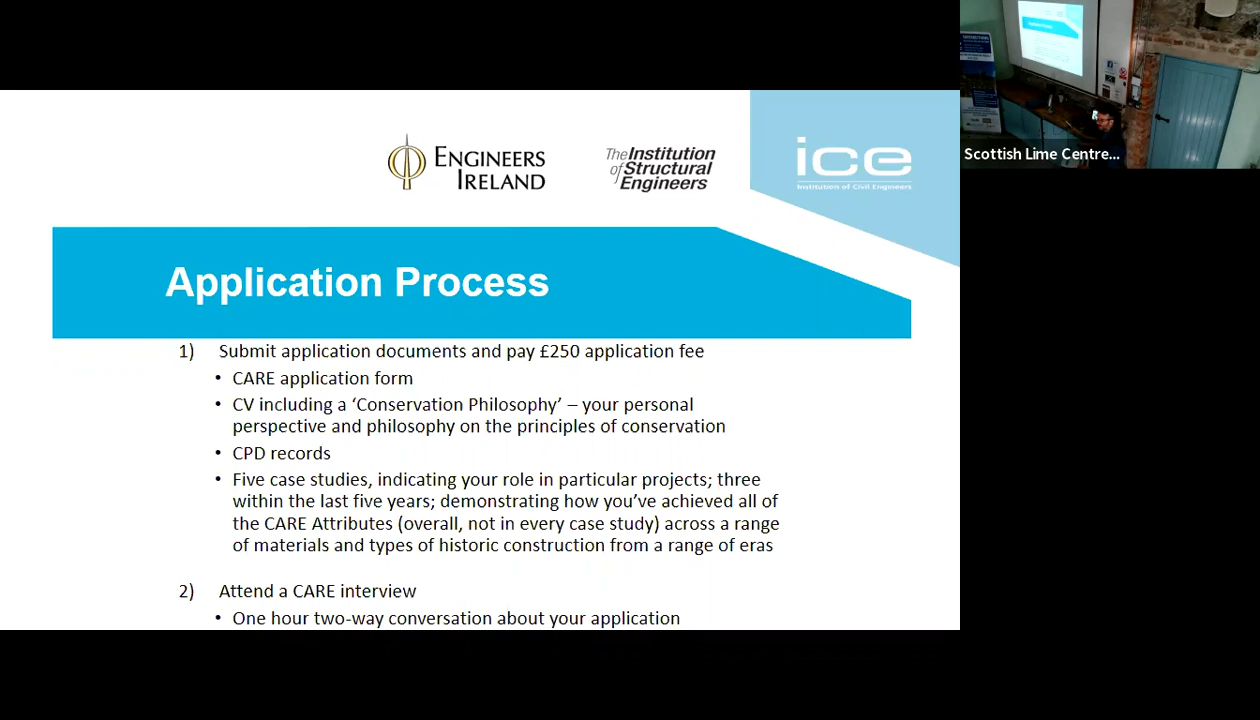 ENGINEERS
IRELAND
The Institution
of Structural
Engineers
ice
Institution of Civil Engineers
Scottish Lime Centre...
Application Process
1) Submit application documents and pay £250 application fee
• CARE application form
• CV including a ‘Conservation Philosophy’ – your personal
perspective and philosophy on the principles of conservation
• CPD records
• Five case studies, indicating your role in particular projects; three
within the last five years; demonstrating how you’ve achieved all of
the CARE Attributes (overall, not in every case study) across a range
of materials and types of historic construction from a range of eras
2) Attend a CARE interview
• One hour two-way conversation about your application